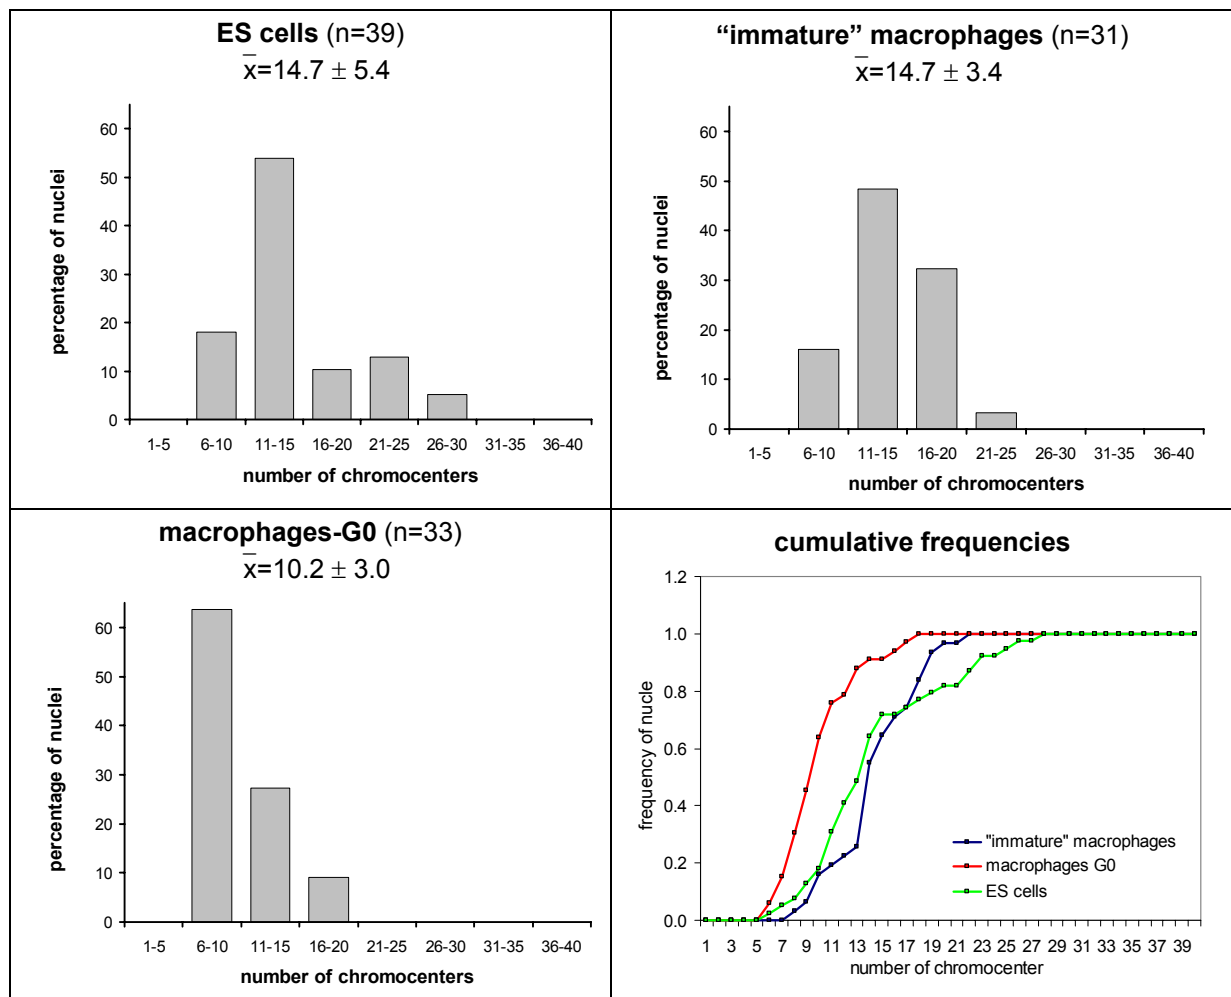 ES cells (n=39)
x̄=14.7 ± 5.4
percentage of nuclei
60
50
40
30
20
10
0
1-5 6-10 11-15 16-20 21-25 26-30 31-35 36-40
number of chromocenters
“immature” macrophages (n=31)
x̄=14.7 ± 3.4
percentage of nuclei
60
50
40
30
20
10
0
1-5 6-10 11-15 16-20 21-25 26-30 31-35 36-40
number of chromocenters
macrophages-G0 (n=33)
x̄=10.2 ± 3.0
percentage of nuclei
60
50
40
30
20
10
0
1-5 6-10 11-15 16-20 21-25 26-30 31-35 36-40
number of chromocenters
cumulative frequencies
frequency of nucle
1.2
1.0
0.8
0.6
0.4
0.2
0.0
"immature" macrophages
macrophages G0
ES cells
1 3 5 7 9 11 13 15 17 19 21 23 25 27 29 31 33 35 37 39
number of chromocenter